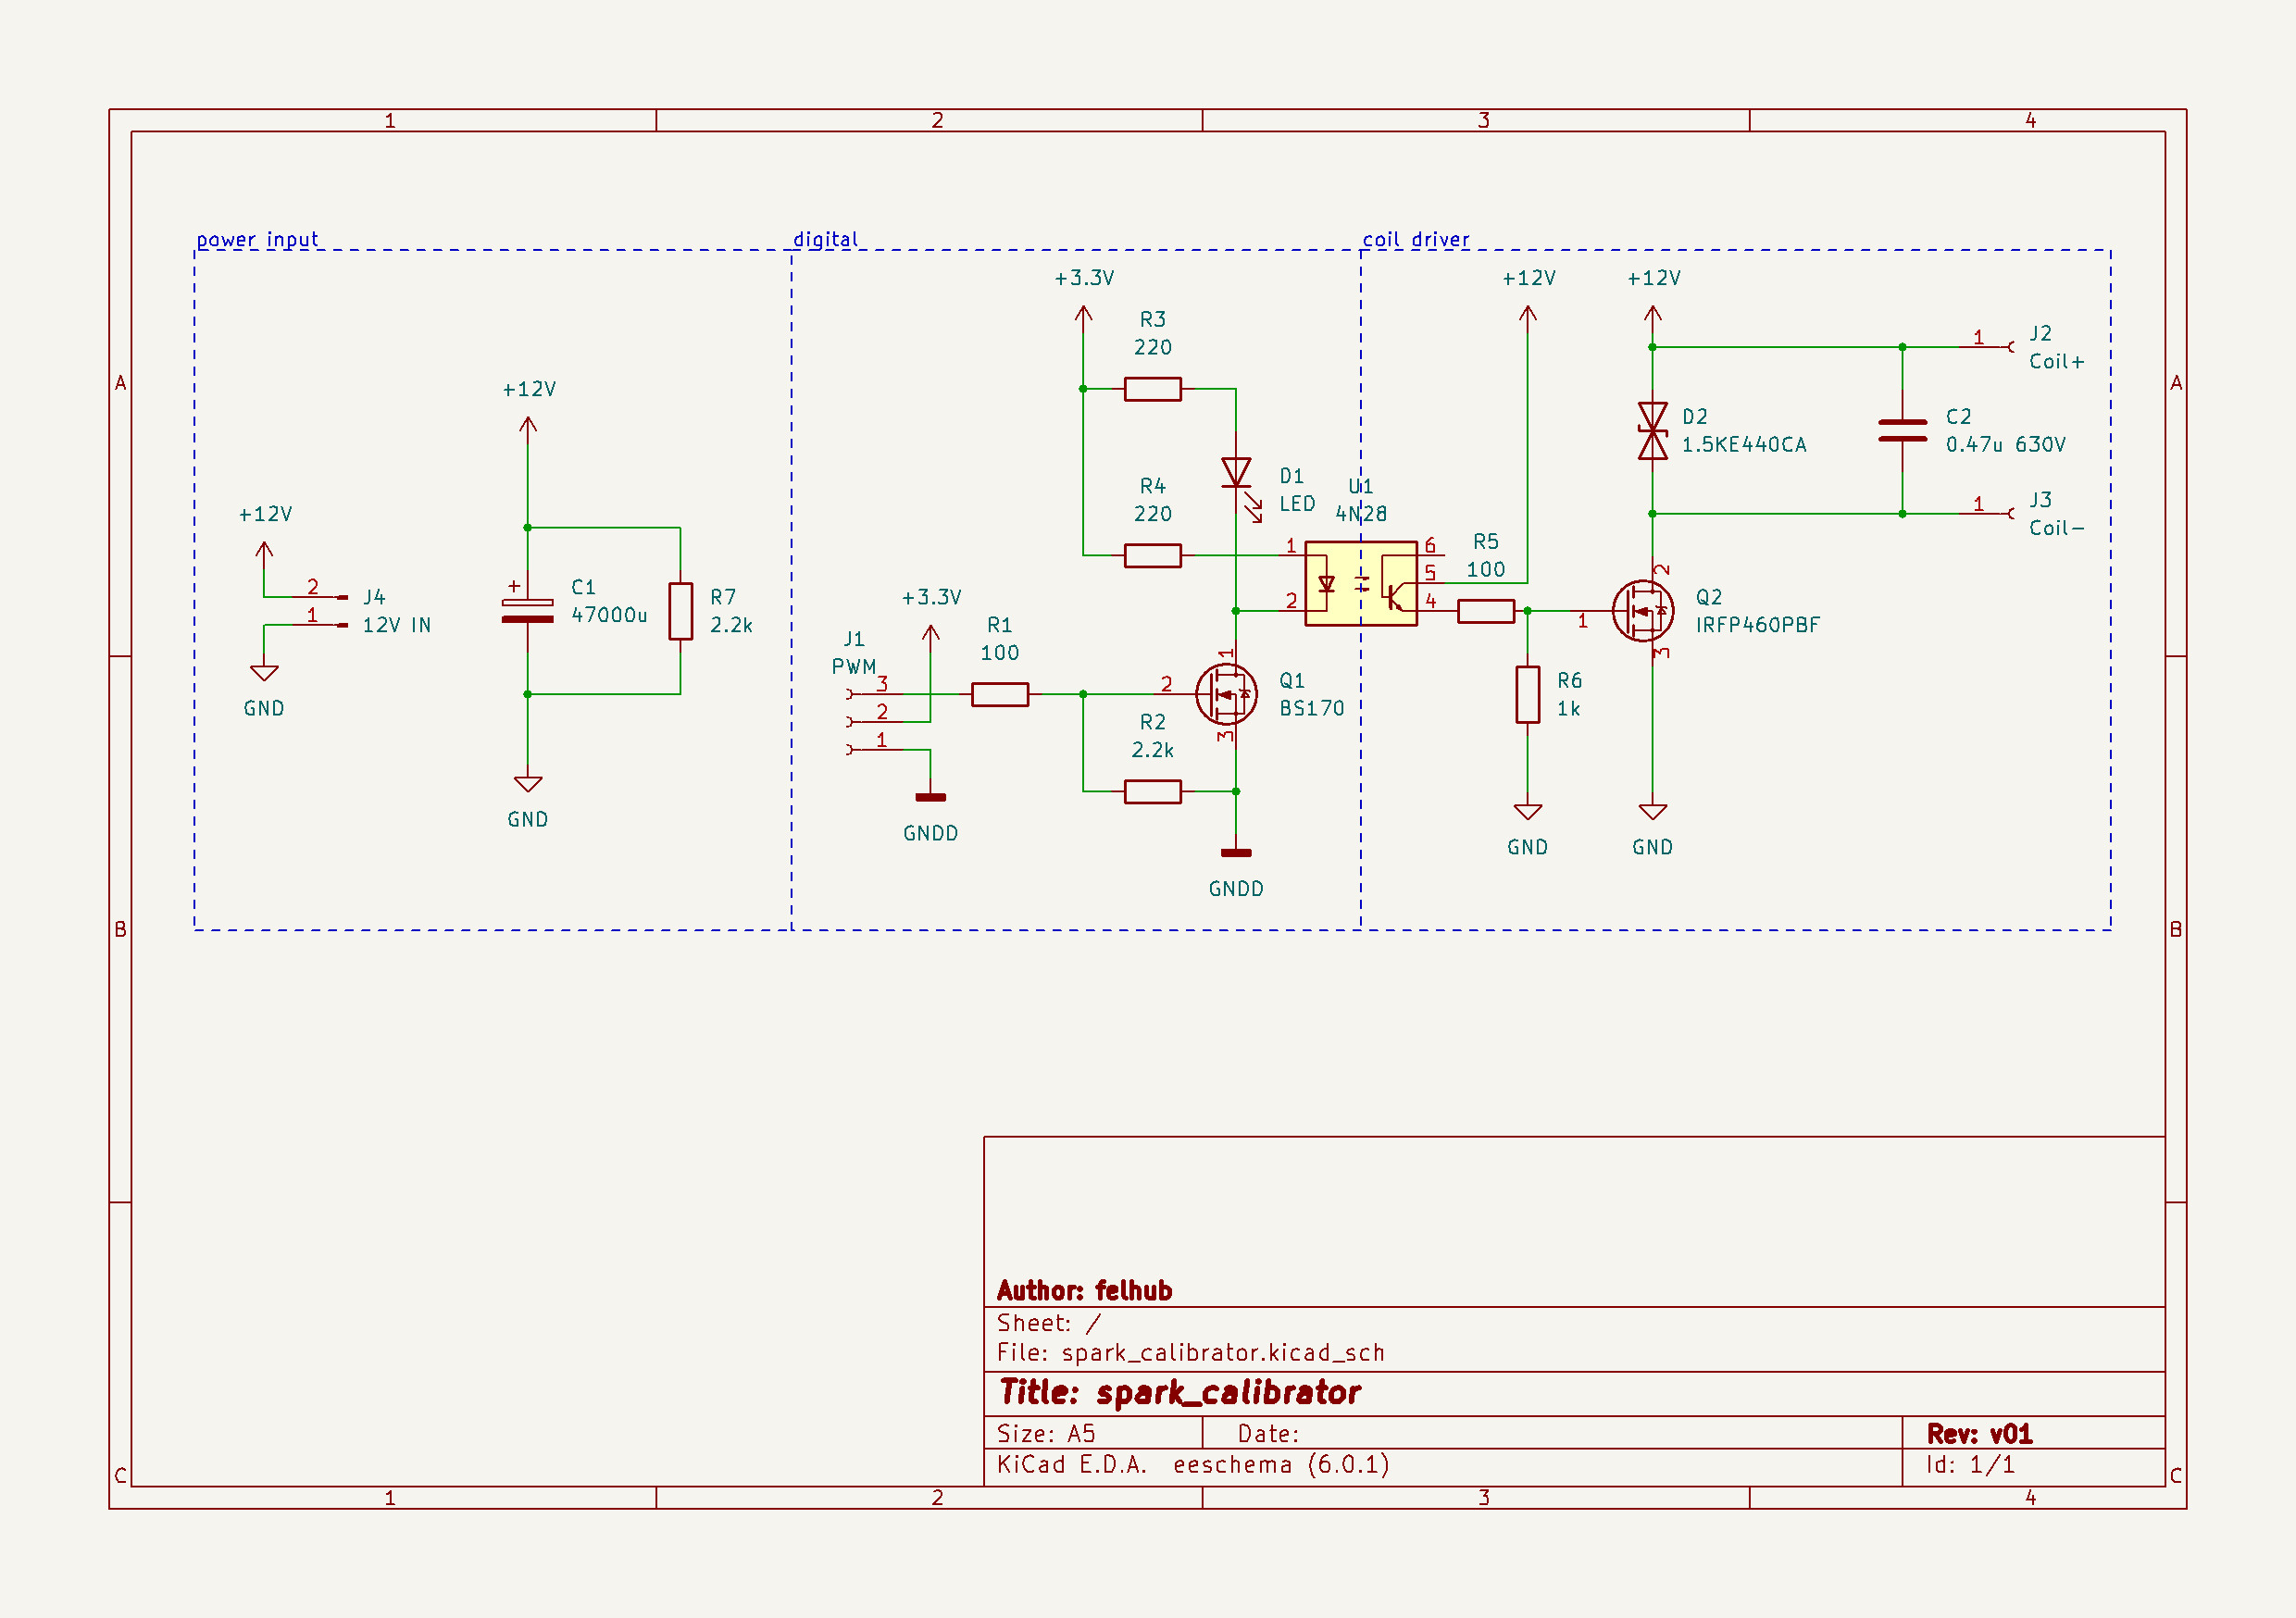 1 2 3 4
A A
B B
C C
1 2 3 4
power input
+12V
2
1
J4
12V IN
GND
+12V
+
C1
47000u
R7
2.2k
GND
digital
+3.3V
R3
220
D1
LED
R4
220
+3.3V
J1
PWM
3
2
1
R1
100
GNDD
R2
2.2k
2
1
3
Q1
BS170
GNDD
U1
4N28
1
2
6
5
4
coil driver
+12V
+12V
R5
100
R6
1k
GND
1
2
3
Q2
IRFP460PBF
GND
D2
1.5KE440CA
C2
0.47u 630V
1
J2
Coil+
1
J3
Coil-
Author: felhub
Sheet: /
File: spark_calibrator.kicad_sch
Title: spark_calibrator
Size: A5 Date:
Rev: v01
KiCad E.D.A. eeschema (6.0.1)
Id: 1/1